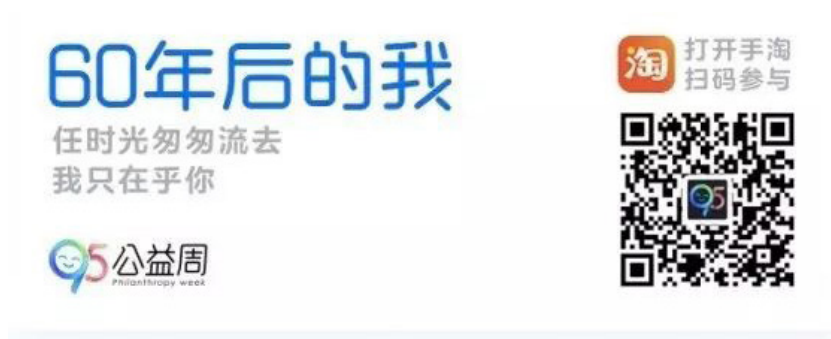 60年后的我
任时光匆匆流去
我只在乎你
95公益周
Philanthropy week
淘
打开手淘
扫码参与
95